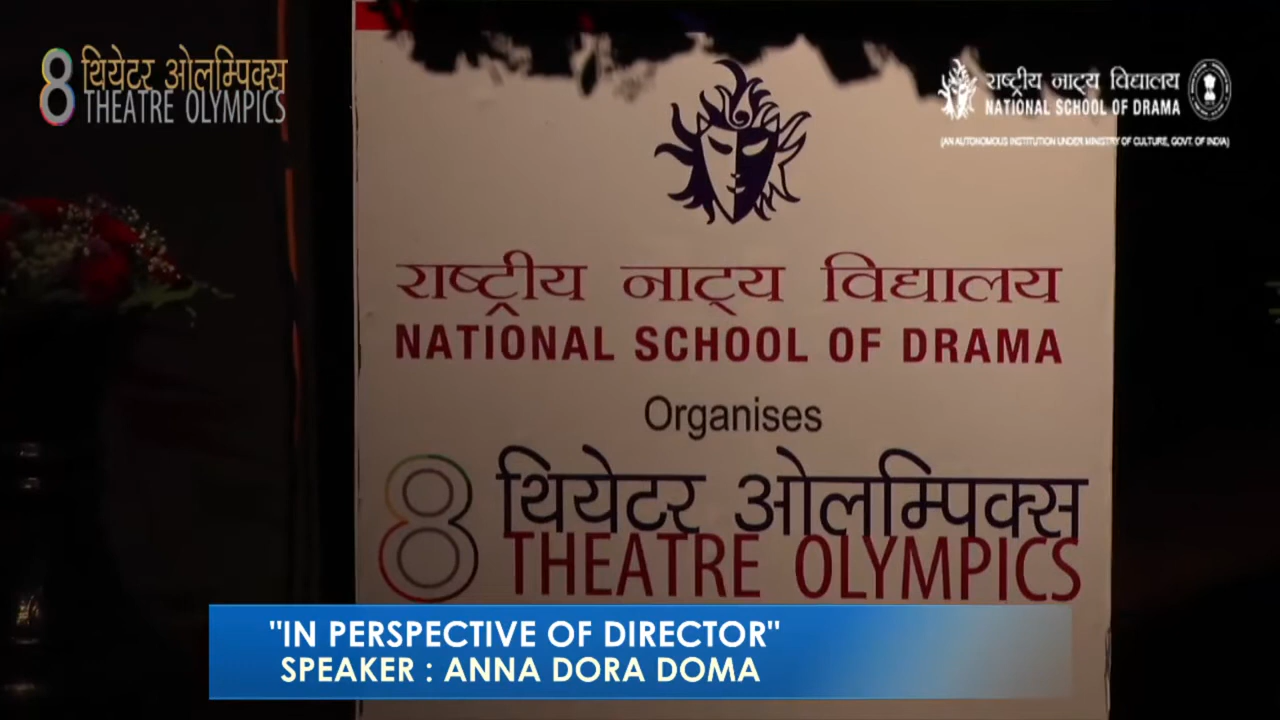 8 थियेटर ओलम्पिक्स
THEATRE OLYMPICS
राष्ट्रीय नाट्य विद्यालय
NATIONAL SCHOOL OF DRAMA
(AN AUTONOMOUS INSTITUTION UNDER MINISTRY OF CULTURE, GOVT. OF INDIA)
राष्ट्रीय नाट्य विद्यालय
NATIONAL SCHOOL OF DRAMA
Organises
8 थियेटर ओलम्पिक्स
THEATRE OLYMPICS
"IN PERSPECTIVE OF DIRECTOR"
SPEAKER : ANNA DORA DOMA